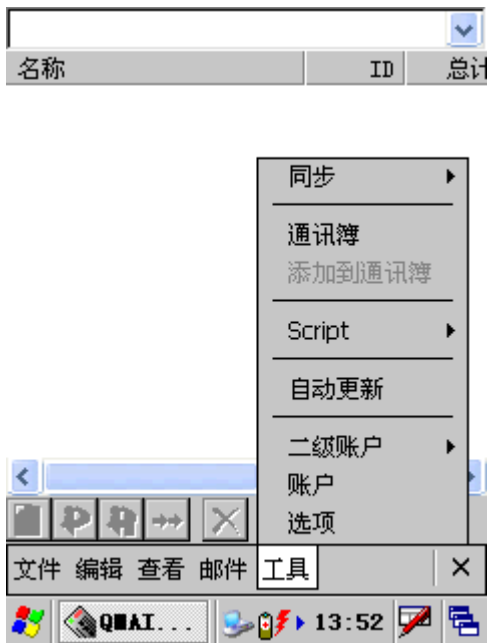 名称 ID 总计
同步
通讯簿
添加到通讯簿
Script
自动更新
二级账户
账户
选项
文件 编辑 查看 邮件 工具
QMAI... 13:52